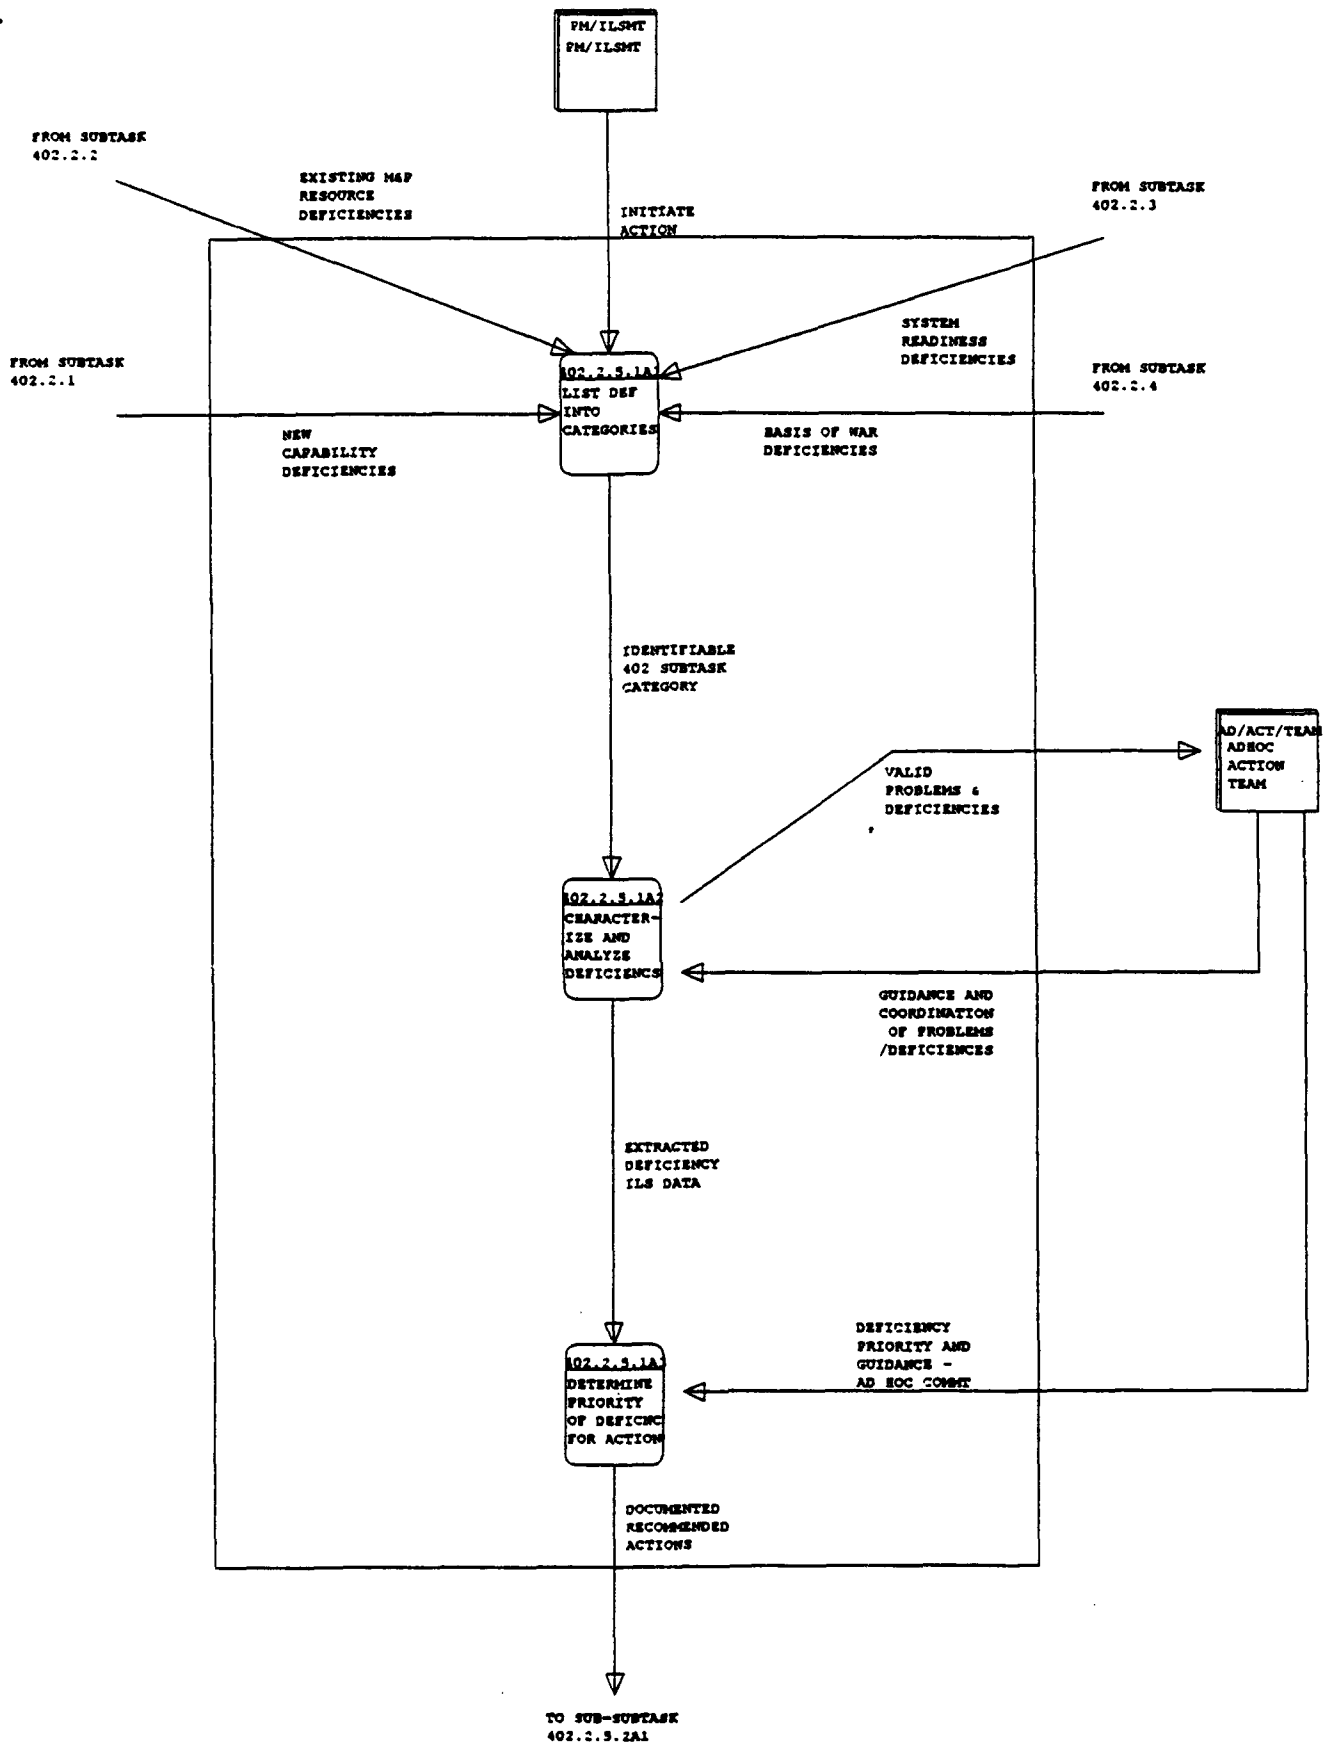 PM/ILSMT
PM/ILSMT
FROM SUBTASK
402.2.2
EXISTING M&P
RESOURCE
DEFICIENCIES
INITIATE
ACTION
FROM SUBTASK
402.2.3
SYSTEM
READINESS
DEFICIENCIES
FROM SUBTASK
402.2.1
402.2.5.1A1
LIST DEF
INTO
CATEGORIES
FROM SUBTASK
402.2.4
NEW
CAPABILITY
DEFICIENCIES
BASIS OF WAR
DEFICIENCIES
IDENTIFIABLE
402 SUBTASK
CATEGORY
AD/ACT/TEAM
ADHOC
ACTION
TEAM
VALID
PROBLEMS &
DEFICIENCIES
402.2.5.1A2
CHARACTER-
IZE AND
ANALYZE
DEFICIENCS
GUIDANCE AND
COORDINATION
OF PROBLEMS
/DEFICIENCES
EXTRACTED
DEFICIENCY
ILS DATA
DEFICIENCY
PRIORITY AND
GUIDANCE -
AD HOC COMMT
402.2.5.1A3
DETERMINE
PRIORITY
OF DEFICNC
FOR ACTION
DOCUMENTED
RECOMMENDED
ACTIONS
TO SUB-SUBTASK
402.2.5.2A1